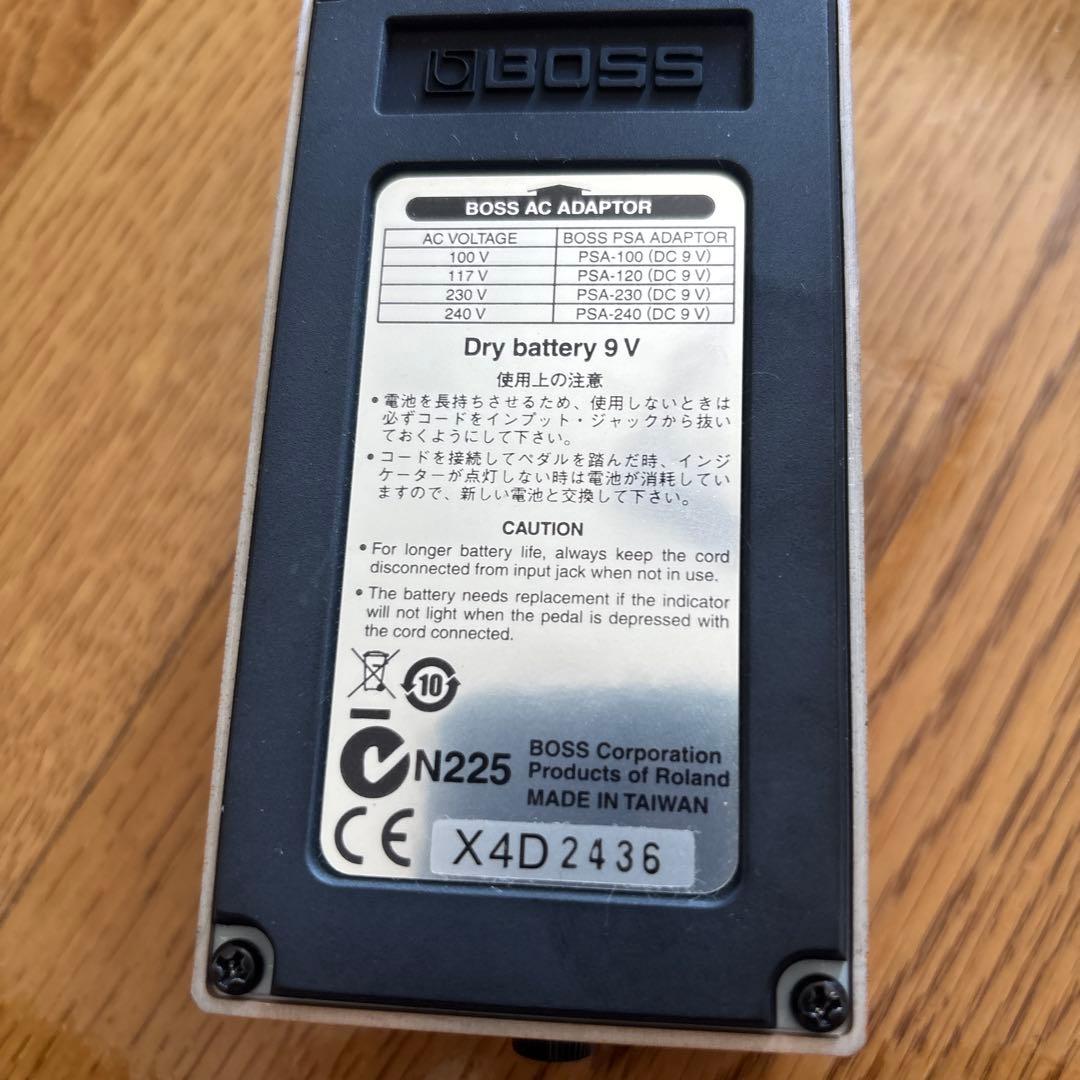 BOSS
BOSS AC ADAPTOR
AC VOLTAGE BOSS PSA ADAPTOR
100 V PSA-100 (DC 9 V)
117 V PSA-120 (DC 9 V)
230 V PSA-230 (DC 9 V)
240 V PSA-240 (DC 9 V)
Dry battery 9 V
使用上の注意
• 電池を長持ちさせるため、使用しないときは
必ずコードをインプット・ジャックから抜い
ておくようにして下さい。
• コードを接続してペダルを踏んだ時、インジ
ケーターが点灯しない時は電池が消耗してい
ますので、新しい電池と交換して下さい。
CAUTION
• For longer battery life, always keep the cord
disconnected from input jack when not in use.
• The battery needs replacement if the indicator
will not light when the pedal is depressed with
the cord connected.
10
N225
BOSS Corporation
Products of Roland
MADE IN TAIWAN
CE
X4D2436